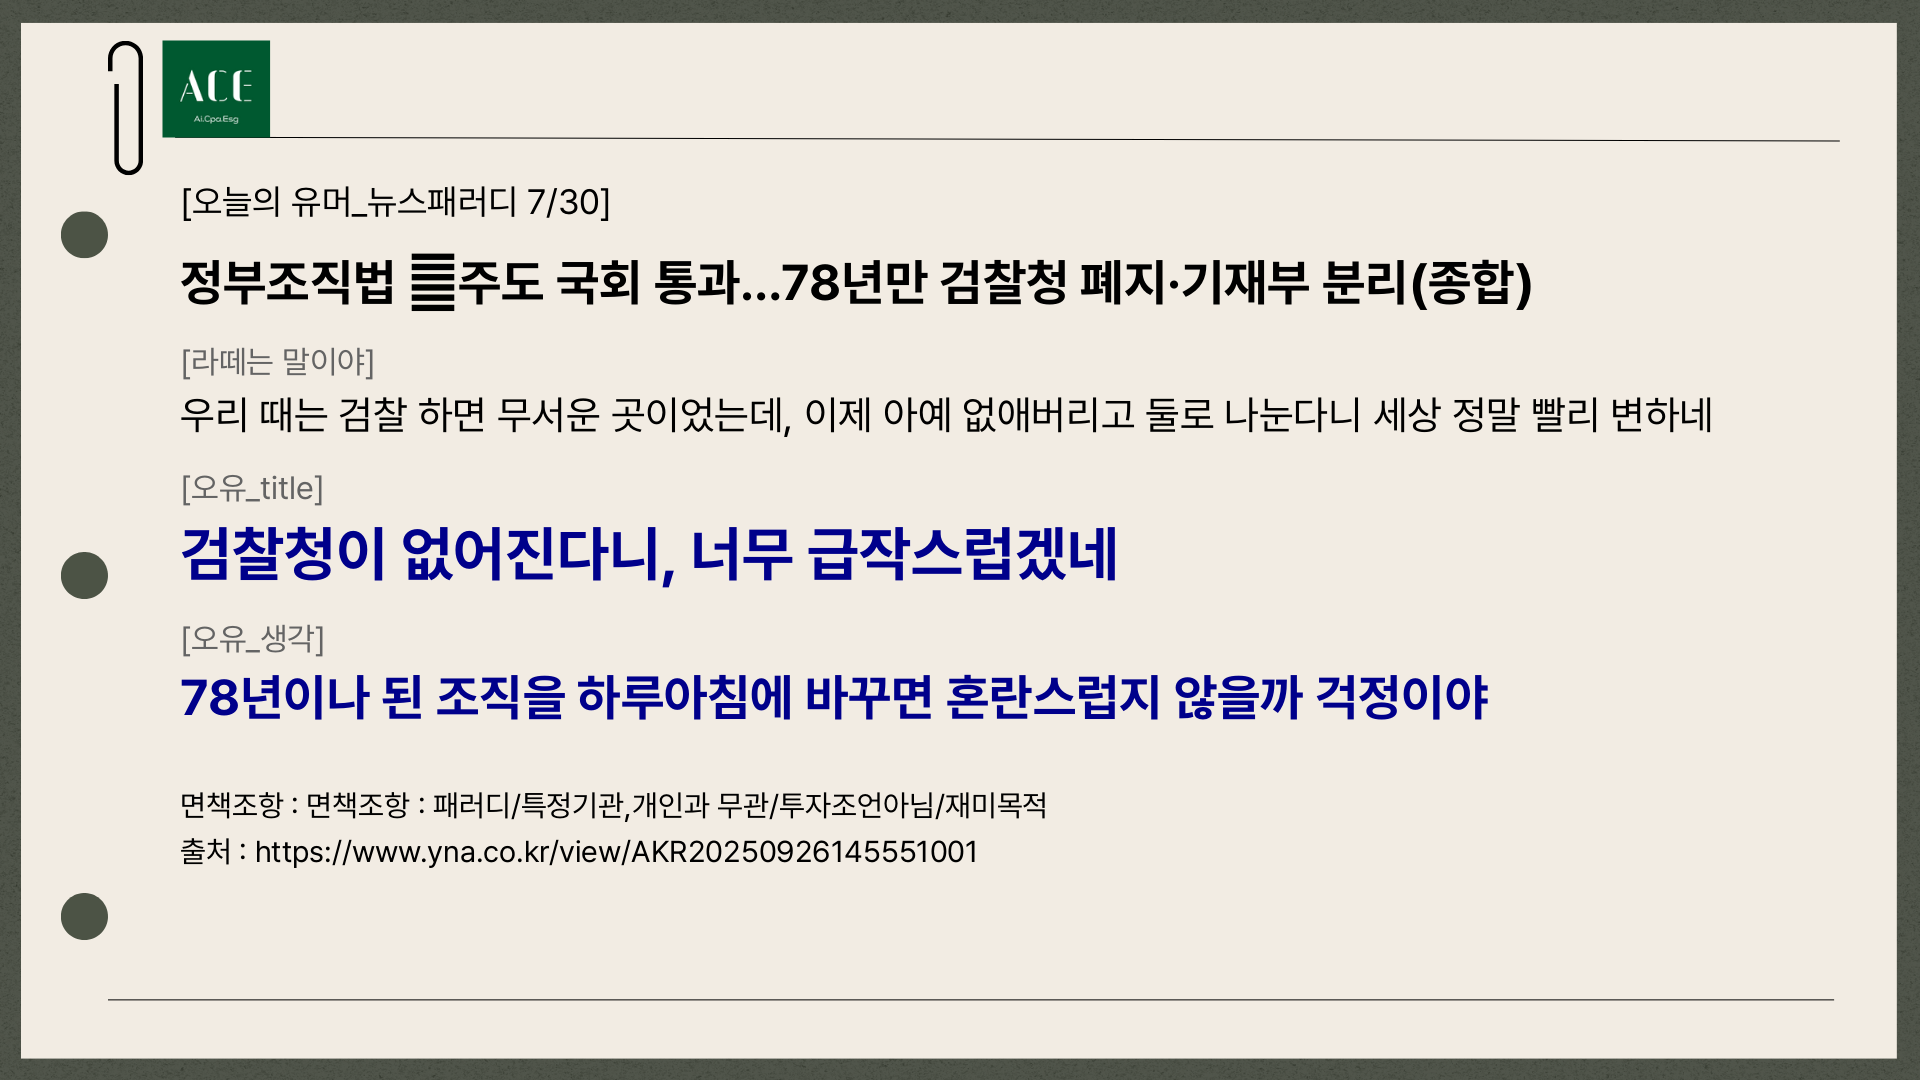 ACE
Ai.Cpa.Esg
[오늘의 유머_뉴스패러디 7/30]
정부조직법 주도 국회 통과...78년만 검찰청 폐지·기재부 분리(종합)
[라떼는 말이야]
우리 때는 검찰 하면 무서운 곳이었는데, 이제 아예 없애버리고 둘로 나눈다니 세상 정말 빨리 변하네
[오유_title]
검찰청이 없어진다니, 너무 급작스럽겠네
[오유_생각]
78년이나 된 조직을 하루아침에 바꾸면 혼란스럽지 않을까 걱정이야
면책조항 : 면책조항 : 패러디/특정기관,개인과 무관/투자조언아님/재미목적
출처 : https://www.yna.co.kr/view/AKR20250926145551001